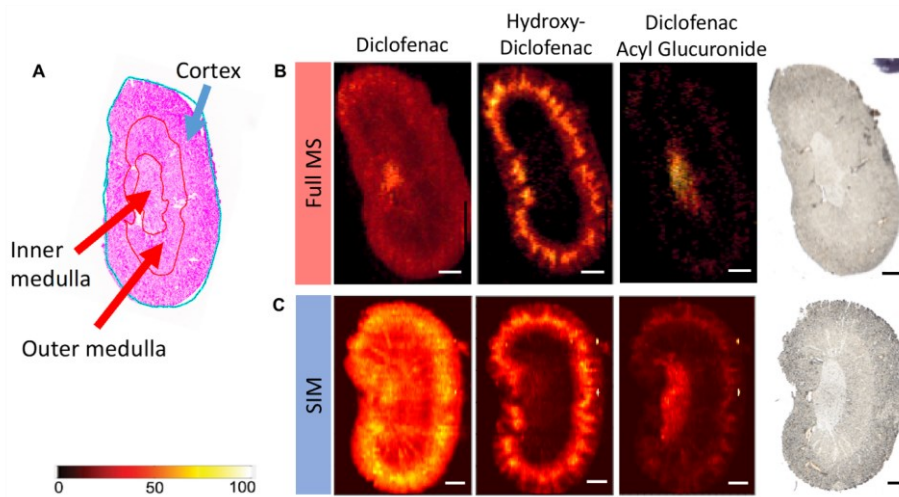 Diclofenac
Hydroxy-
Diclofenac
Diclofenac
Acyl Glucuronide
A
Cortex
B
Full MS
Inner
medulla
Outer medulla
C
SIM
0 50 100